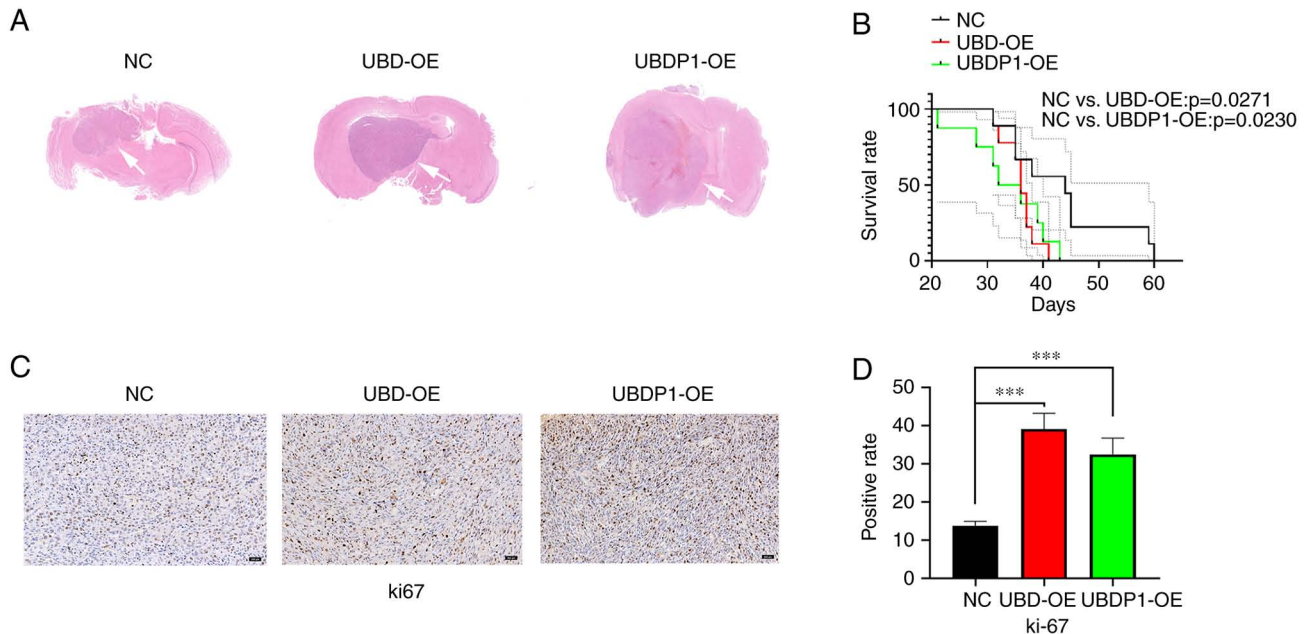 A
NC
UBD-OE
UBDP1-OE
B
NC
UBD-OE
UBDP1-OE
NC vs. UBD-OE:p=0.0271
NC vs. UBDP1-OE:p=0.0230
Survival rate
100
50
0
20 30 40 50 60
Days
C
NC
UBD-OE
UBDP1-OE
ki67
D
***
***
Positive rate
50
40
30
20
10
0
NC UBD-OE UBDP1-OE
ki-67